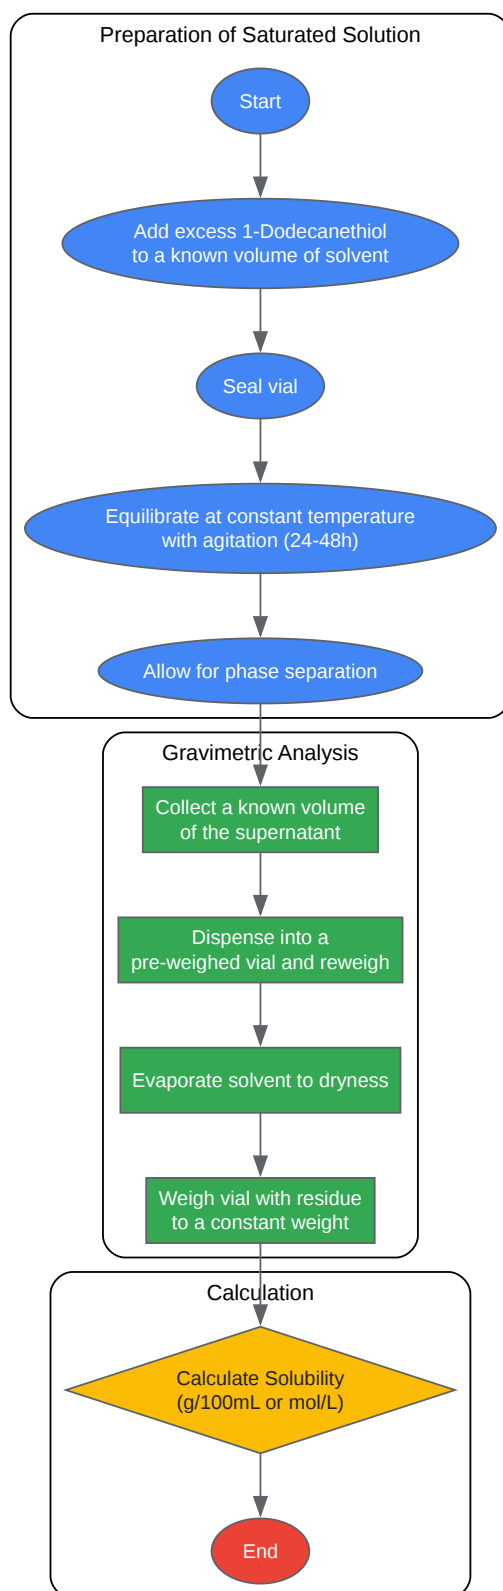 Preparation of Saturated Solution
Start
Add excess 1-Dodecanethiol
to a known volume of solvent
Seal vial
Equilibrate at constant temperature
with agitation (24-48h)
Allow for phase separation
Gravimetric Analysis
Collect a known volume
of the supernatant
Dispense into a
pre-weighed vial and reweigh
Evaporate solvent to dryness
Weigh vial with residue
to a constant weight
Calculation
Calculate Solubility
(g/100mL or mol/L)
End